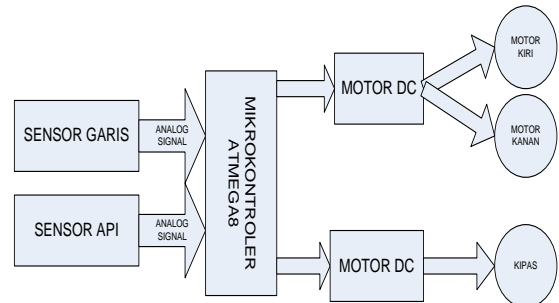 SENSOR GARIS
ANALOG
SIGNAL
SENSOR API
ANALOG
SIGNAL
MIKROKONTROLER
ATMEGA8
MOTOR DC
MOTOR
KIRI
MOTOR
KANAN
MOTOR DC
KIPAS